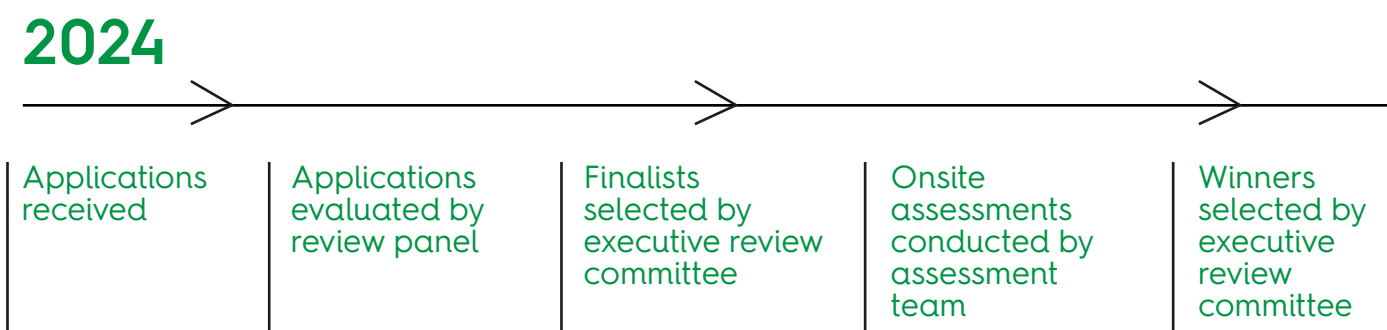 2024
Applications
received
Applications
evaluated by
review panel
Finalists
selected by
executive review
committee
Onsite
assessments
conducted by
assessment
team
Winners
selected by
executive
review
committee